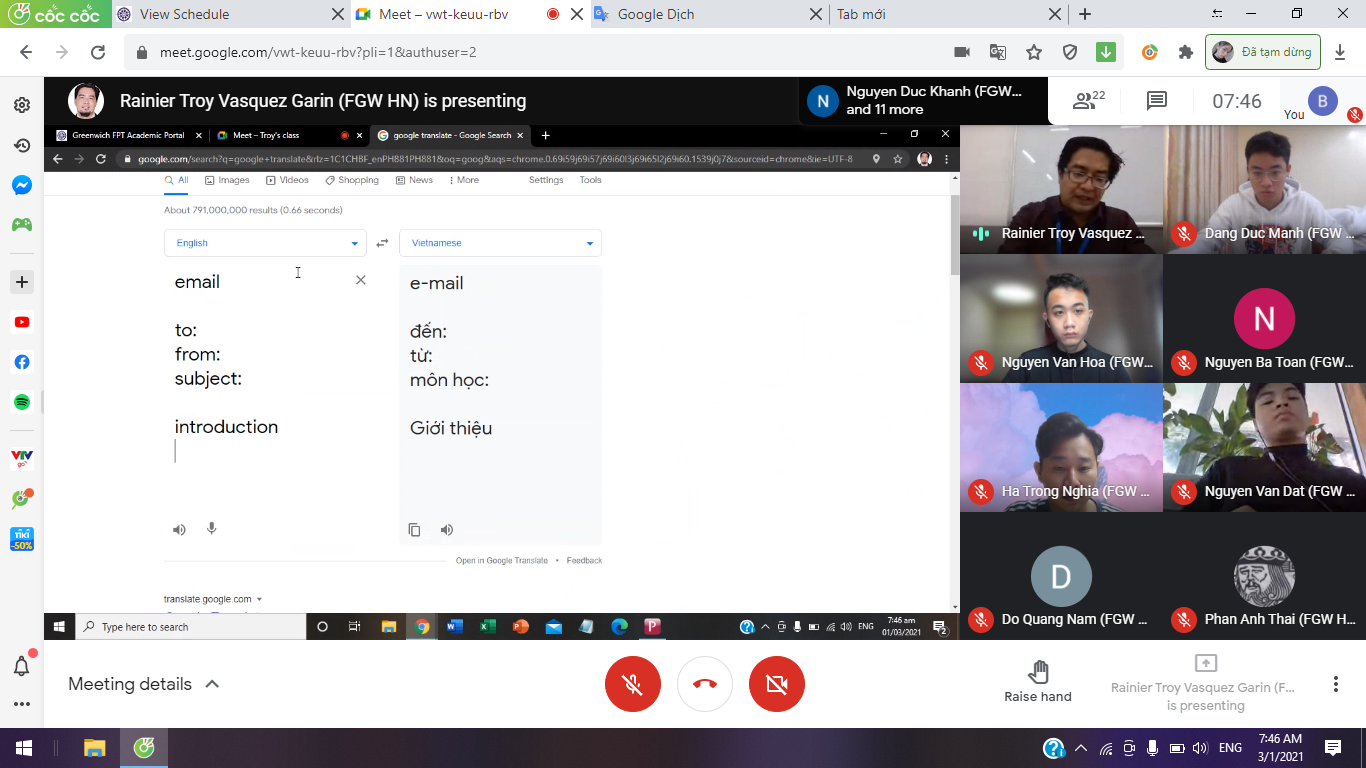 cốc cốc
View Schedule
Meet – vwt-keuu-rbv
Google Dịch
Tab mới
meet.google.com/vwt-keuu-rbv?pli=1&authuser=2
Đã tạm dừng
Rainier Troy Vasquez Garin (FGW HN) is presenting
N
Nguyen Duc Khanh (FGW...
and 11 more
22
07:46
You
B
Greenwich FPT Academic Portal
Meet – Troy's class
google translate - Google Search
google.com/search?q=google+translate&rlz=1C1CHBF_enPH881PH881&oq=goog&aqs=chrome.0.69i59j69i57j69i60l3j69i65l2j69i60.1539j0j7&sourceid=chrome&ie=UTF-8
All
Images
Videos
Shopping
News
More
Settings
Tools
About 791,000,000 results (0.66 seconds)
English
Vietnamese
email
to:
from:
subject:
introduction
e-mail
đến:
từ:
môn học:
Giới thiệu
Open in Google Translate • Feedback
translate.google.com
Type here to search
ENG
7:46 am
01/03/2021
2
Rainier Troy Vasquez ...
Dang Duc Manh (FGW ...
Nguyen Van Hoa (FGW...
N
Nguyen Ba Toan (FGW...
Ha Trong Nghia (FGW ...
Nguyen Van Dat (FGW ...
D
Do Quang Nam (FGW ...
Phan Anh Thai (FGW H...
VTV
go
TIKI
-50%
Meeting details
Raise hand
Rainier Troy Vasquez Garin (F...
is presenting
ENG
7:46 AM
3/1/2021